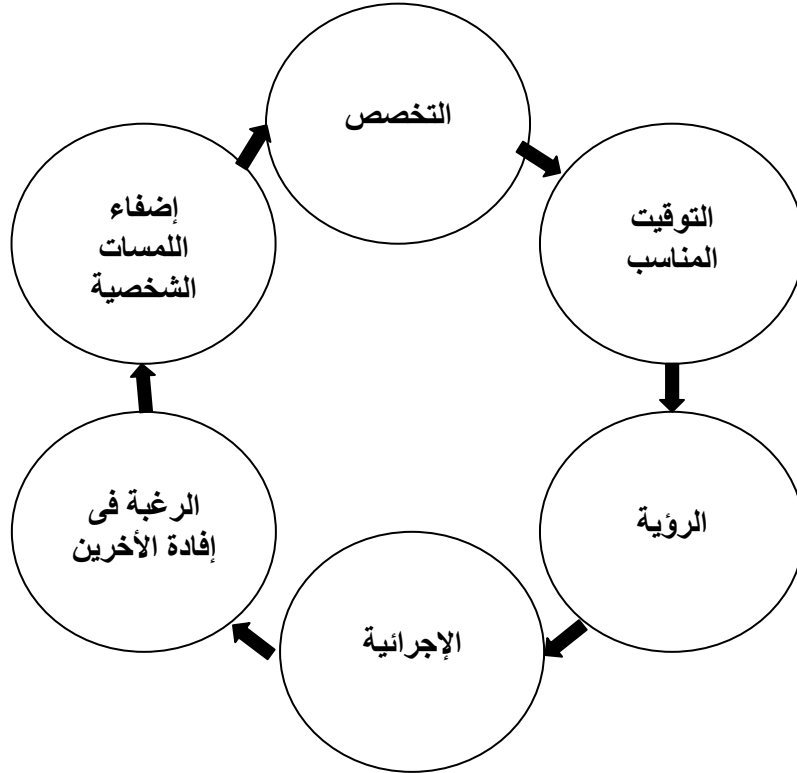 التخصص
التوقيت
المناسب
الرؤية
الإجرائية
الرغبة فى
إفادة الأخرين
إضفاء
اللمسات
الشخصية